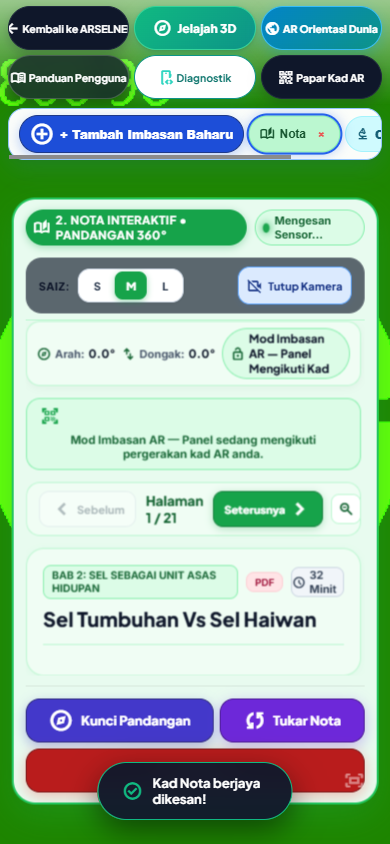 Kembali ke ARSELNE
Jelajah 3D
AR Orientasi Dunia
Panduan Pengguna
Diagnostik
Papar Kad AR
+ Tambah Imbasan Baharu
Nota ×
2. NOTA INTERAKTIF •
PANDANGAN 360°
Mengesan
Sensor...
SAIZ: S M L
Tutup Kamera
Arah: 0.0° Dongak: 0.0°
Mod Imbasan
AR — Panel
Mengikuti Kad
Mod Imbasan AR — Panel sedang mengikuti
pergerakan kad AR anda.
Sebelum
Halaman
1 / 21
Seterusnya
BAB 2: SEL SEBAGAI UNIT ASAS
HIDUPAN
PDF
32
Minit
Sel Tumbuhan Vs Sel Haiwan
Kunci Pandangan
Tukar Nota
Kad Nota berjaya
dikesan!